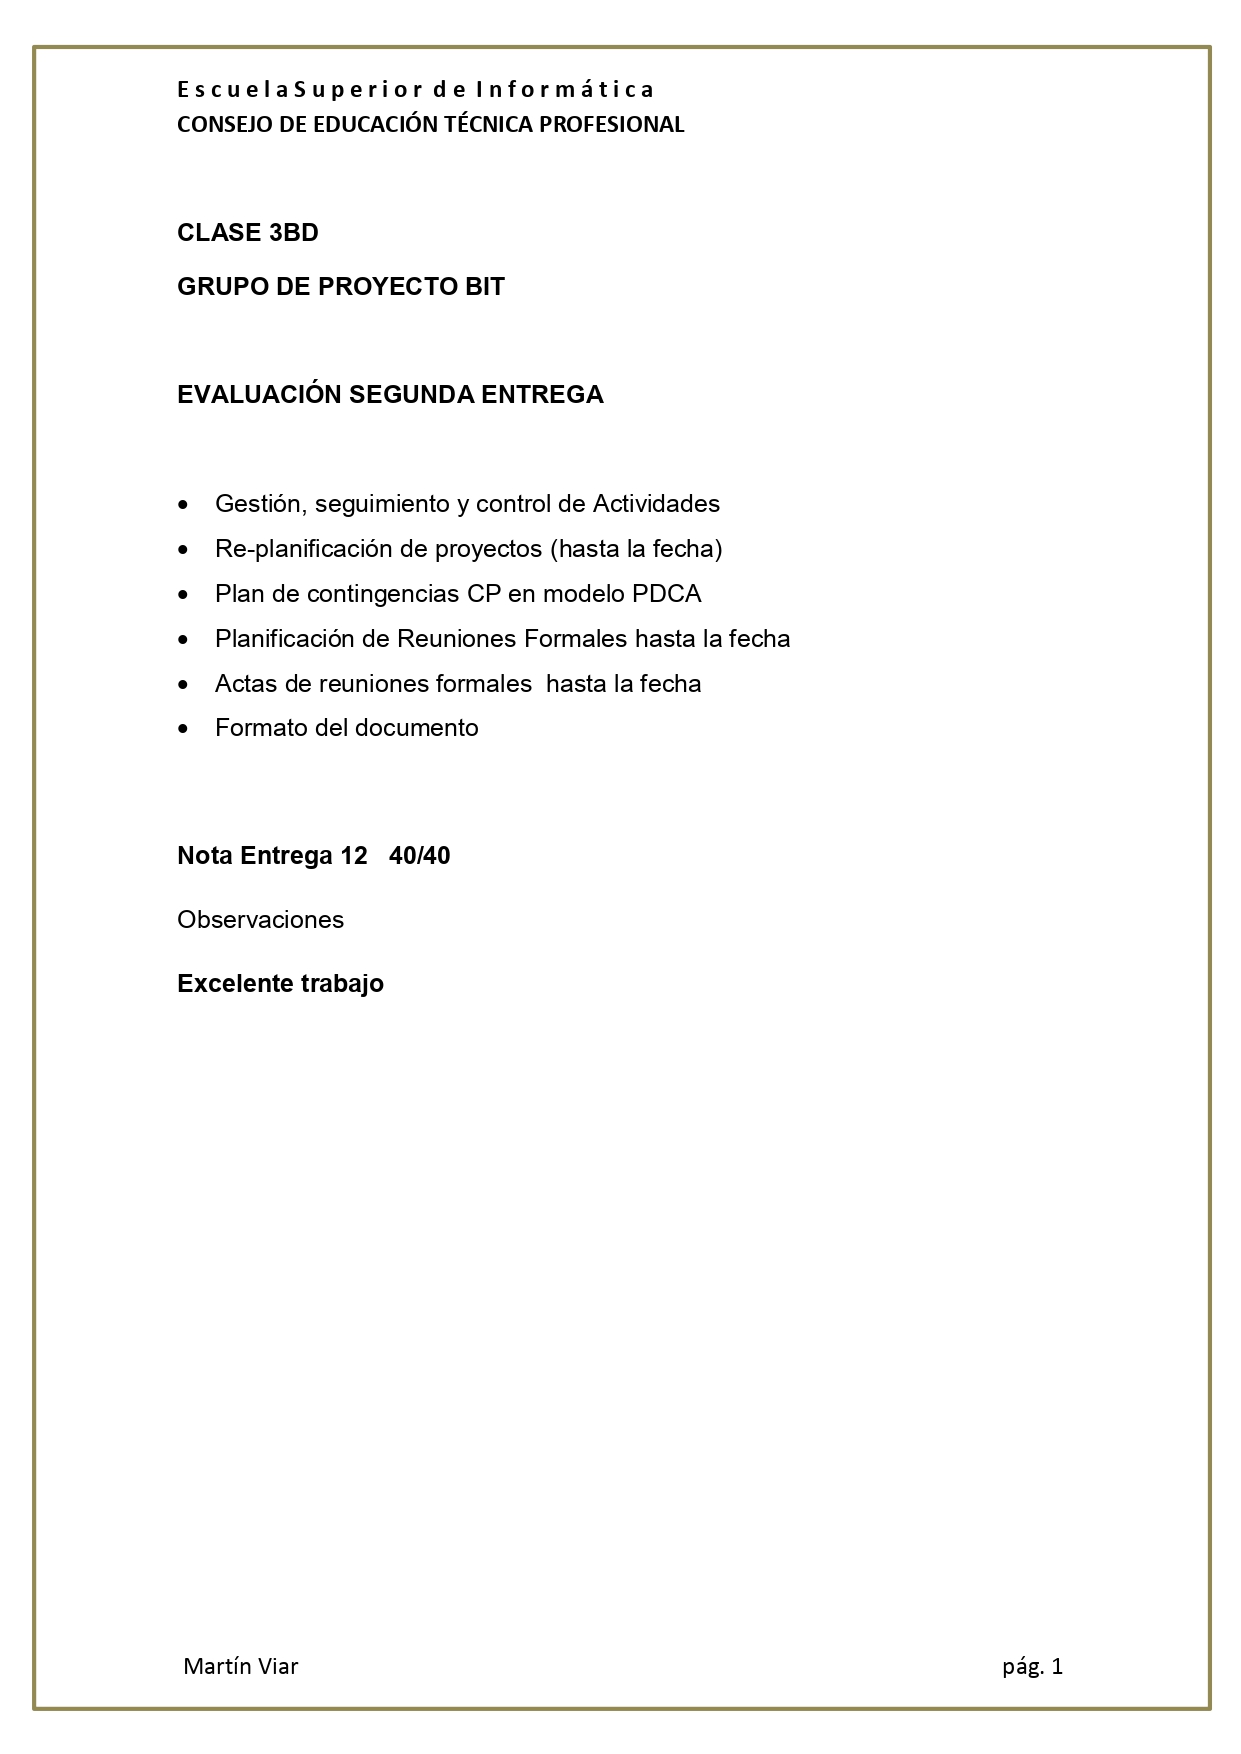 EscuelaSuperior de Informática
CONSEJO DE EDUCACIÓN TÉCNICA PROFESIONAL
CLASE 3BD
GRUPO DE PROYECTO BIT
EVALUACIÓN SEGUNDA ENTREGA
• Gestión, seguimiento y control de Actividades
• Re-planificación de proyectos (hasta la fecha)
• Plan de contingencias CP en modelo PDCA
• Planificación de Reuniones Formales hasta la fecha
• Actas de reuniones formales hasta la fecha
• Formato del documento
Nota Entrega 12 40/40
Observaciones
Excelente trabajo
Martín Viar pág. 1